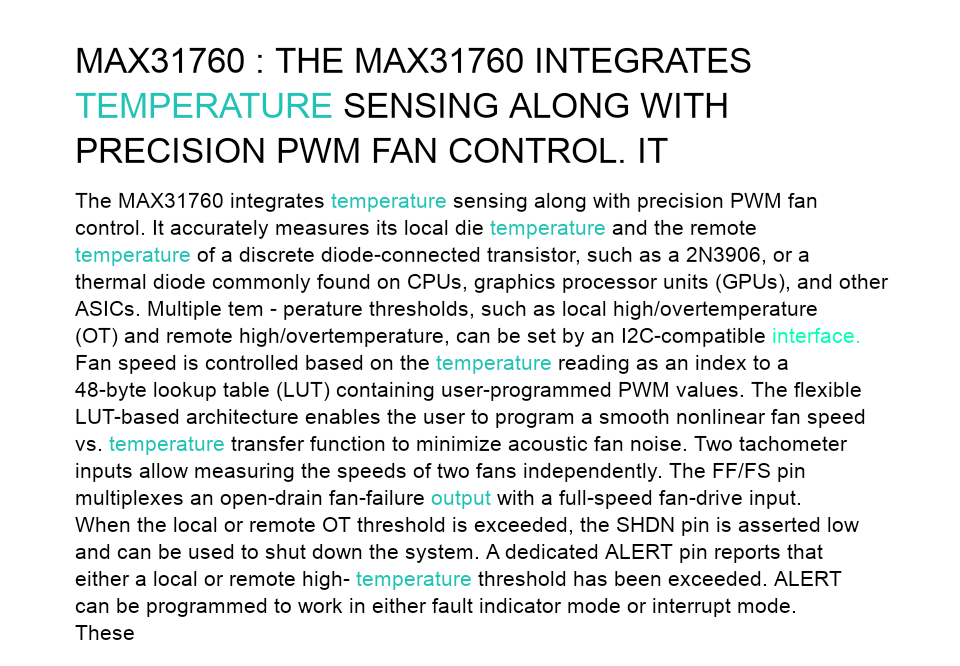 MAX31760 : THE MAX31760 INTEGRATES
TEMPERATURE SENSING ALONG WITH
PRECISION PWM FAN CONTROL. IT
The MAX31760 integrates temperature sensing along with precision PWM fan
control. It accurately measures its local die temperature and the remote
temperature of a discrete diode-connected transistor, such as a 2N3906, or a
thermal diode commonly found on CPUs, graphics processor units (GPUs), and other
ASICs. Multiple tem - perature thresholds, such as local high/overtemperature
(OT) and remote high/overtemperature, can be set by an I2C-compatible interface.
Fan speed is controlled based on the temperature reading as an index to a
48-byte lookup table (LUT) containing user-programmed PWM values. The flexible
LUT-based architecture enables the user to program a smooth nonlinear fan speed
vs. temperature transfer function to minimize acoustic fan noise. Two tachometer
inputs allow measuring the speeds of two fans independently. The FF/FS pin
multiplexes an open-drain fan-failure output with a full-speed fan-drive input.
When the local or remote OT threshold is exceeded, the SHDN pin is asserted low
and can be used to shut down the system. A dedicated ALERT pin reports that
either a local or remote high- temperature threshold has been exceeded. ALERT
can be programmed to work in either fault indicator mode or interrupt mode.
These